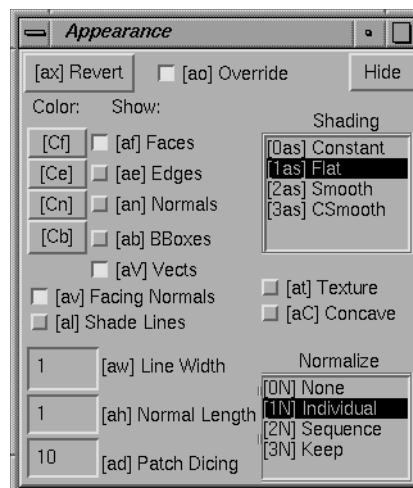 Appearance
[ax] Revert [ao] Override Hide
Color: Show:
Shading
[Cf] [af] Faces
[Ce] [ae] Edges
[Cn] [an] Normals
[Cb] [ab] BBoxes
[aV] Vects
[0as] Constant
[1as] Flat
[2as] Smooth
[3as] CSmooth
[av] Facing Normals
[al] Shade Lines
[at] Texture
[aC] Concave
1 [aw] Line Width
1 [ah] Normal Length
10 [ad] Patch Dicing
Normalize
[0N] None
[1N] Individual
[2N] Sequence
[3N] Keep